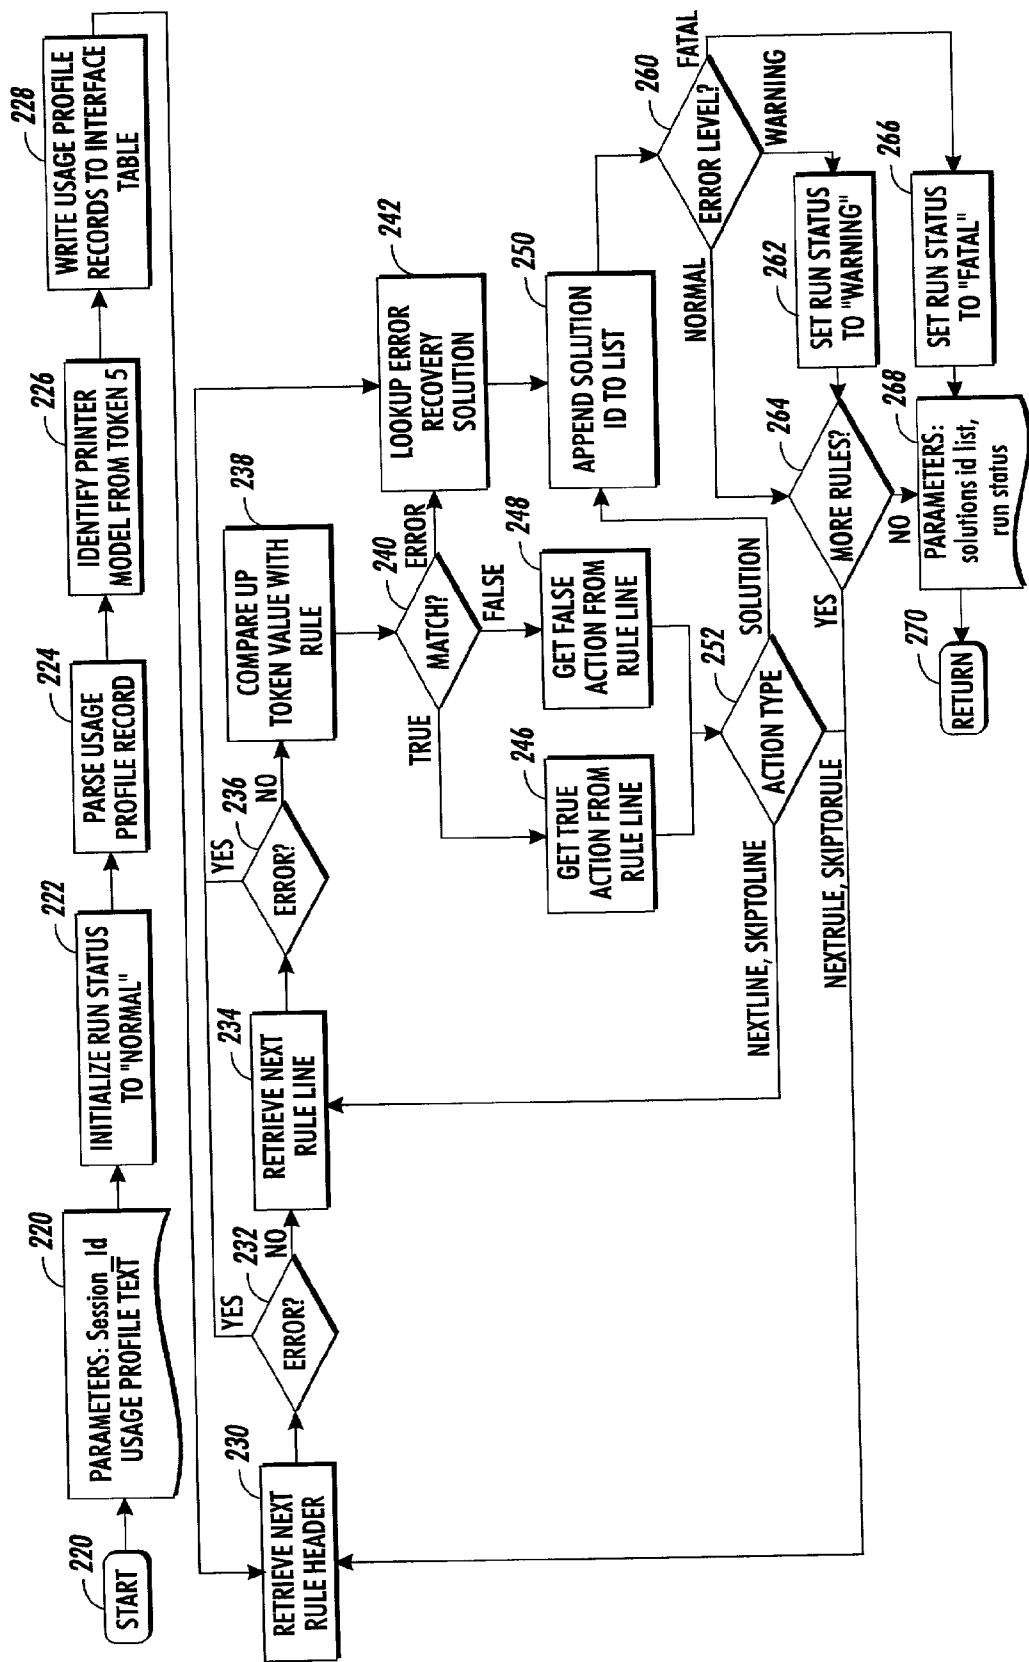 220
START
220
PARAMETERS: Session_Id
USAGE PROFILE TEXT
222
INITIALIZE RUN STATUS
TO "NORMAL"
224
PARSE USAGE
PROFILE RECORD
226
IDENTIFY PRINTER
MODEL FROM TOKEN 5
228
WRITE USAGE PROFILE
RECORDS TO INTERFACE
TABLE
230
RETRIEVE NEXT
RULE HEADER
232
ERROR?
YES
NO
234
RETRIEVE NEXT
RULE LINE
236
ERROR?
YES
NO
238
COMPARE UP
TOKEN VALUE WITH
RULE
240
MATCH?
TRUE
ERROR
FALSE
242
LOOKUP ERROR
RECOVERY
SOLUTION
246
GET TRUE
ACTION FROM
RULE LINE
248
GET FALSE
ACTION FROM
RULE LINE
250
APPEND SOLUTION
ID TO LIST
252
ACTION TYPE
SOLUTION
NEXTLINE, SKIPTOLINE
NEXTRULE, SKIPTORULE
260
ERROR LEVEL?
NORMAL
WARNING
FATAL
262
SET RUN STATUS
TO "WARNING"
264
MORE RULES?
YES
NO
266
SET RUN STATUS
TO "FATAL"
268
PARAMETERS:
solutions id list,
run status
270
RETURN